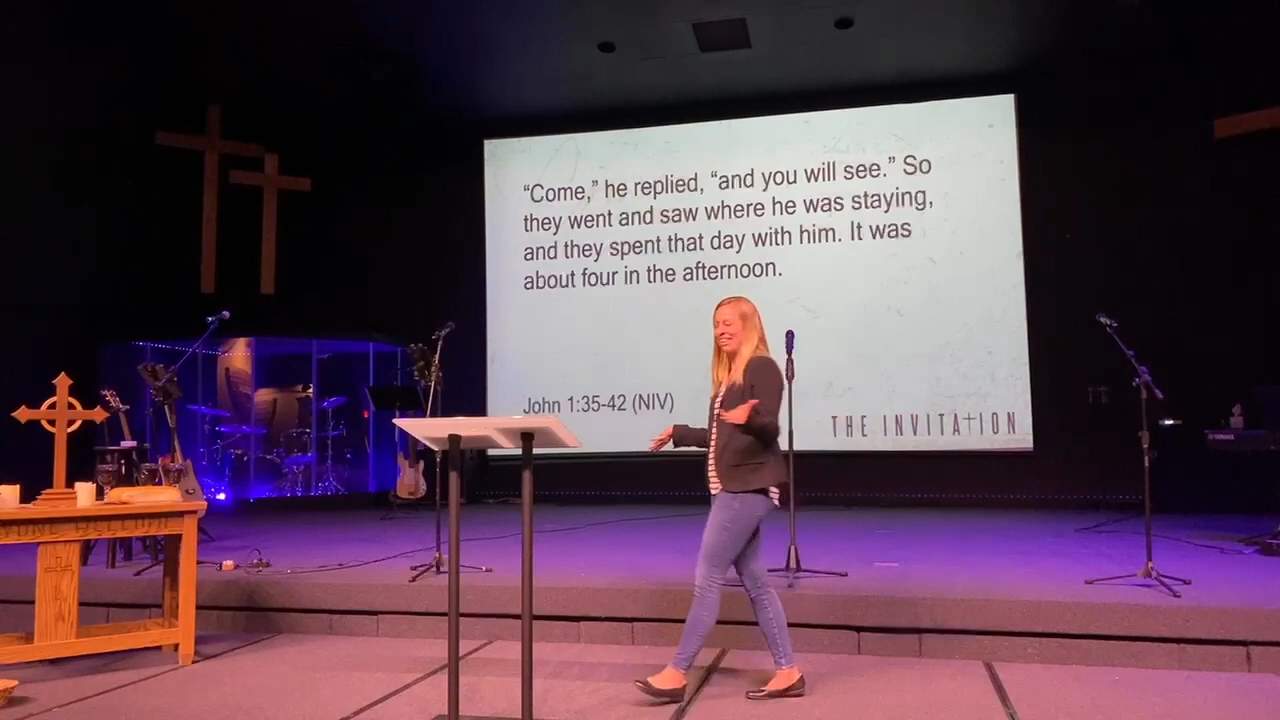 “Come,” he replied, “and you will see.” So
they went and saw where he was staying,
and they spent that day with him. It was
about four in the afternoon.
John 1:35-42 (NIV)
THE INVITATION